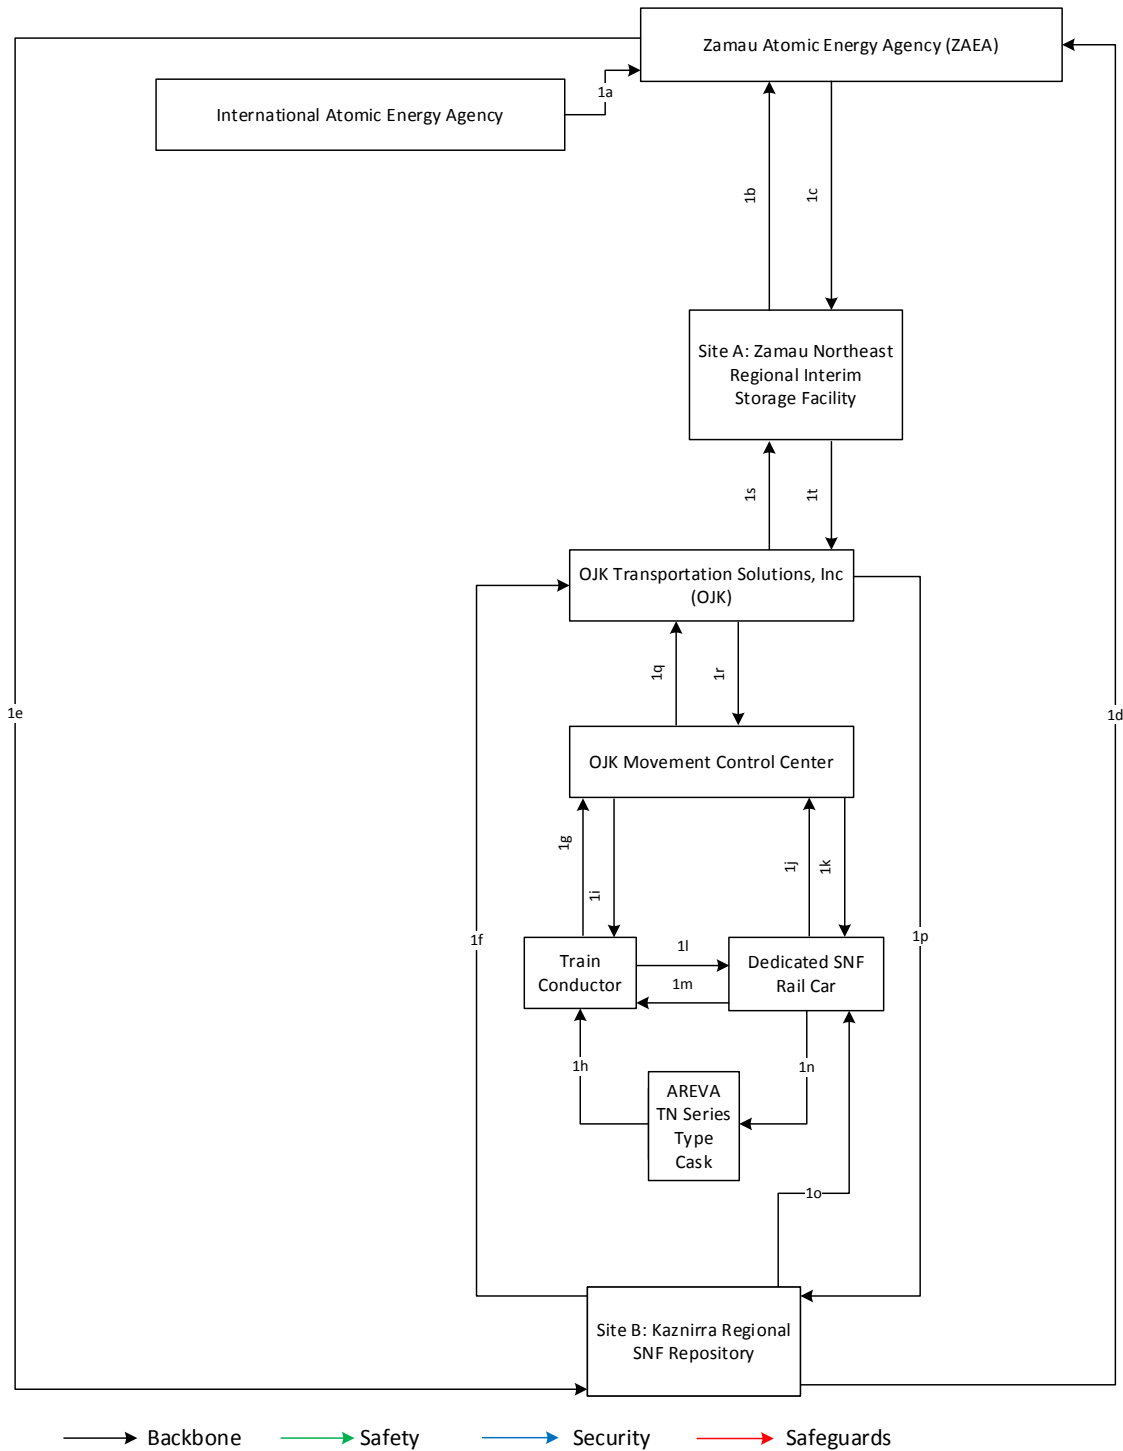 Zamau Atomic Energy Agency (ZAEA)
1a
International Atomic Energy Agency
1b
1c
Site A: Zamau Northeast
Regional Interim
Storage Facility
1s
1t
OJK Transportation Solutions, Inc
(OJK)
1q
1r
1e
1d
OJK Movement Control Center
1g
1i
1j
1k
1f
1p
Train
Conductor
1l
1m
Dedicated SNF
Rail Car
1h
1n
AREVA
TN Series
Type
Cask
1o
Site B: Kaznirra Regional
SNF Repository
Backbone
Safety
Security
Safeguards